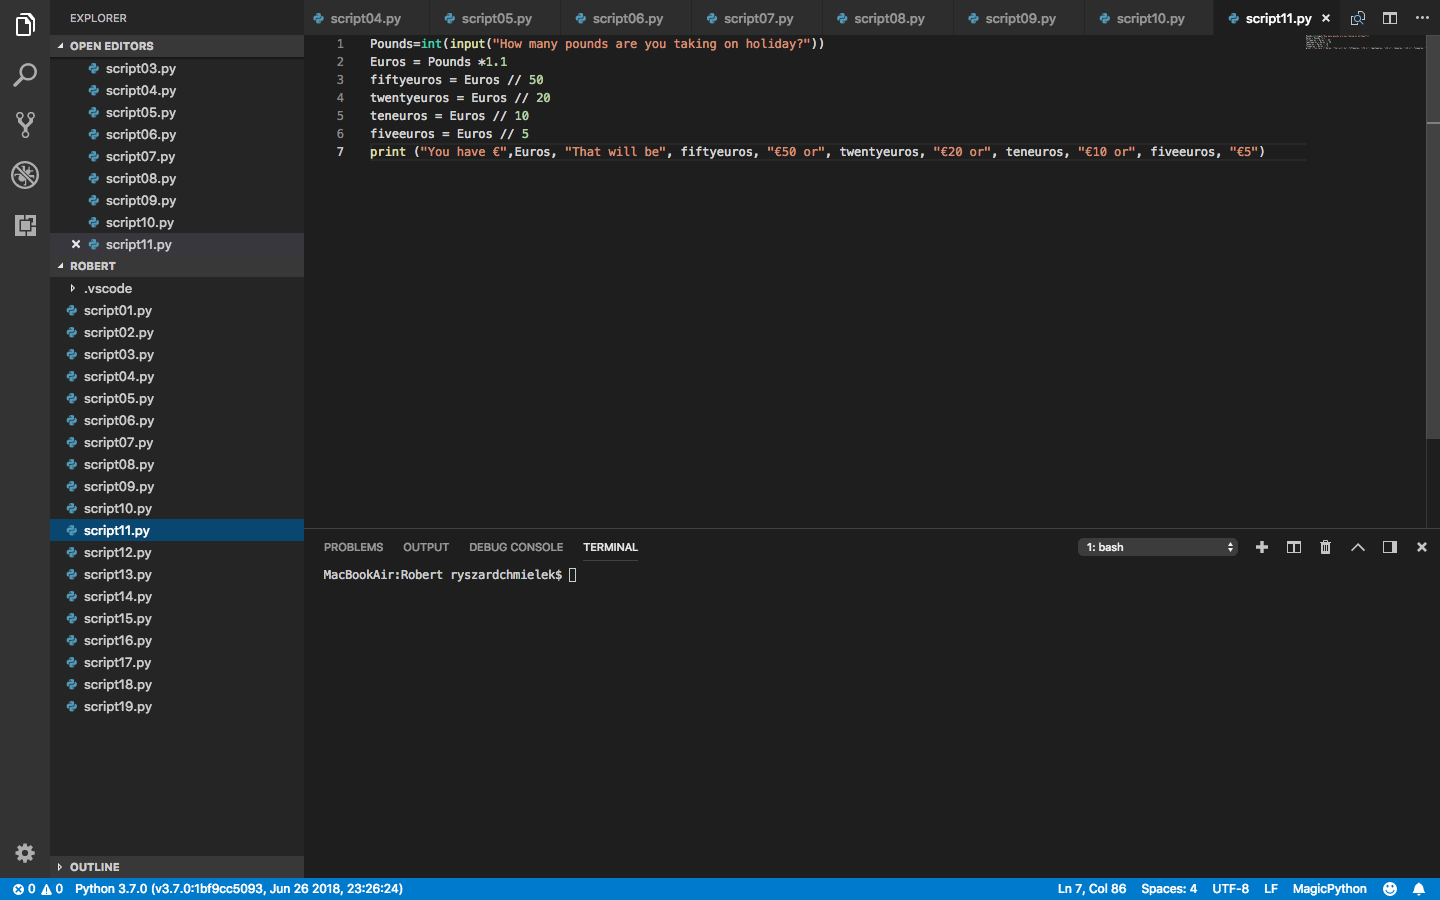 EXPLORER
OPEN EDITORS
script03.py
script04.py
script05.py
script06.py
script07.py
script08.py
script09.py
script10.py
script11.py
ROBERT
.vscode
script01.py
script02.py
script03.py
script04.py
script05.py
script06.py
script07.py
script08.py
script09.py
script10.py
script11.py
script12.py
script13.py
script14.py
script15.py
script16.py
script17.py
script18.py
script19.py
OUTLINE
script04.py script05.py script06.py script07.py script08.py script09.py script10.py script11.py
1 Pounds=int(input("How many pounds are you taking on holiday?"))
2 Euros = Pounds *1.1
3 fiftyeuros = Euros // 50
4 twentyeuros = Euros // 20
5 teneuros = Euros // 10
6 fiveeuros = Euros // 5
7 print ("You have €",Euros, "That will be", fiftyeuros, "€50 or", twentyeuros, "€20 or", teneuros, "€10 or", fiveeuros, "€5")
PROBLEMS OUTPUT DEBUG CONSOLE TERMINAL 1: bash
MacBookAir:Robert ryszardchmielek$
0 0 Python 3.7.0 (v3.7.0:1bf9cc5093, Jun 26 2018, 23:26:24) Ln 7, Col 86 Spaces: 4 UTF-8 LF MagicPython